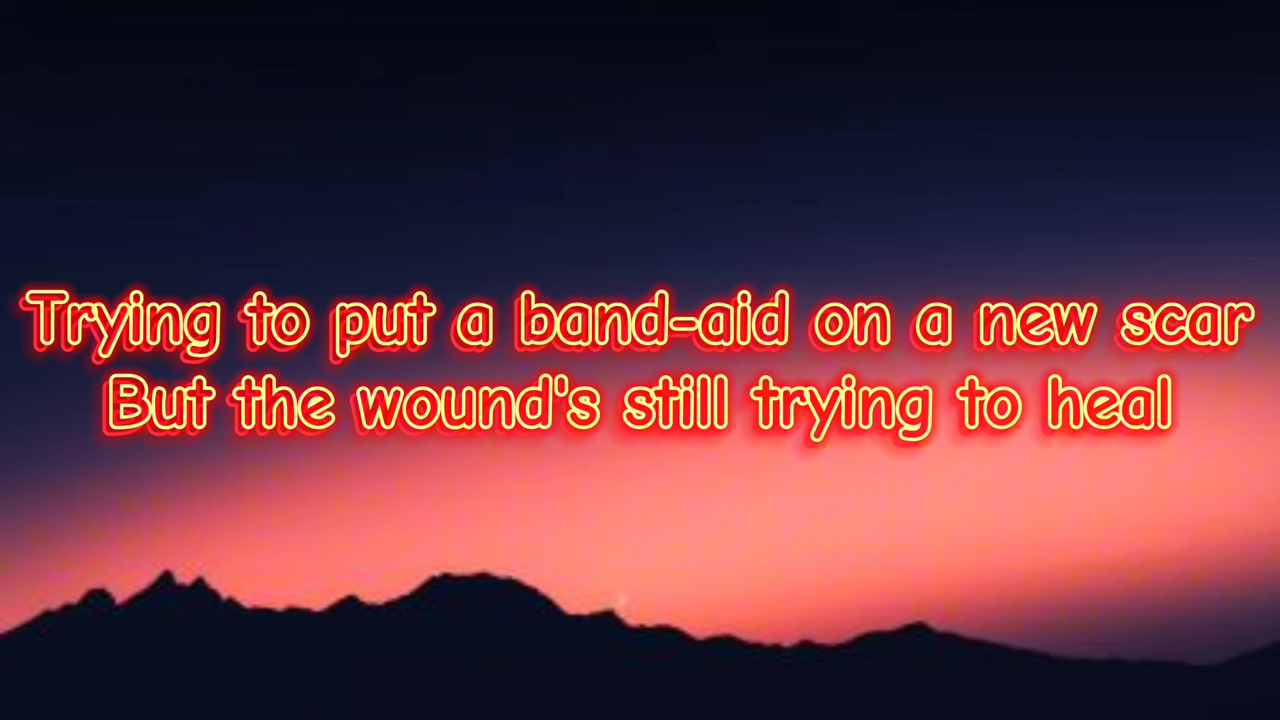 Trying to put a band-aid on a new scar
But the wound's still trying to heal